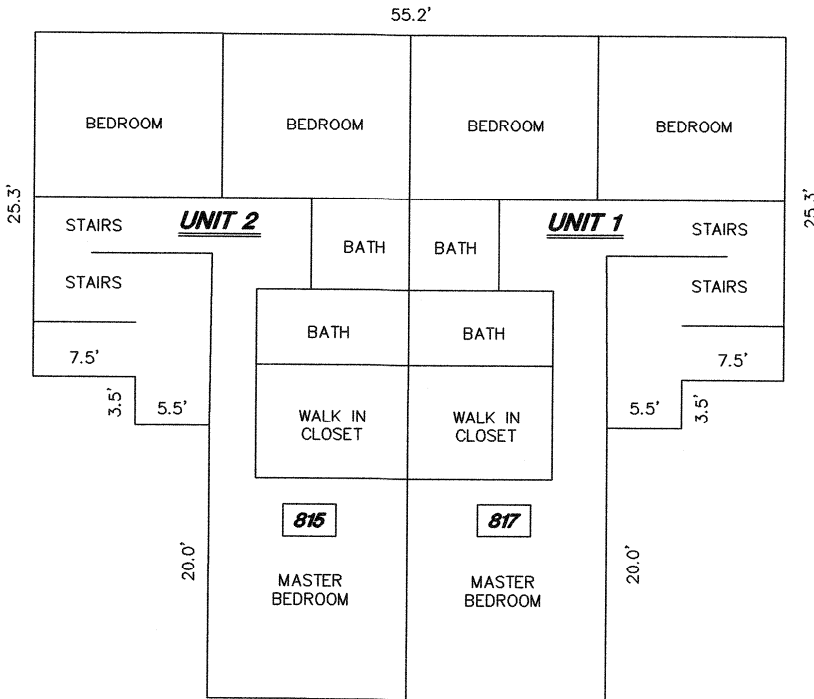 55.2'
BEDROOM
BEDROOM
BEDROOM
BEDROOM
25.3'
25.3'
STAIRS
UNIT 2
BATH
BATH
UNIT 1
STAIRS
STAIRS
STAIRS
BATH
BATH
7.5'
7.5'
3.5'
5.5'
WALK IN
CLOSET
WALK IN
CLOSET
5.5'
3.5'
815
817
20.0'
MASTER
BEDROOM
MASTER
BEDROOM
20.0'